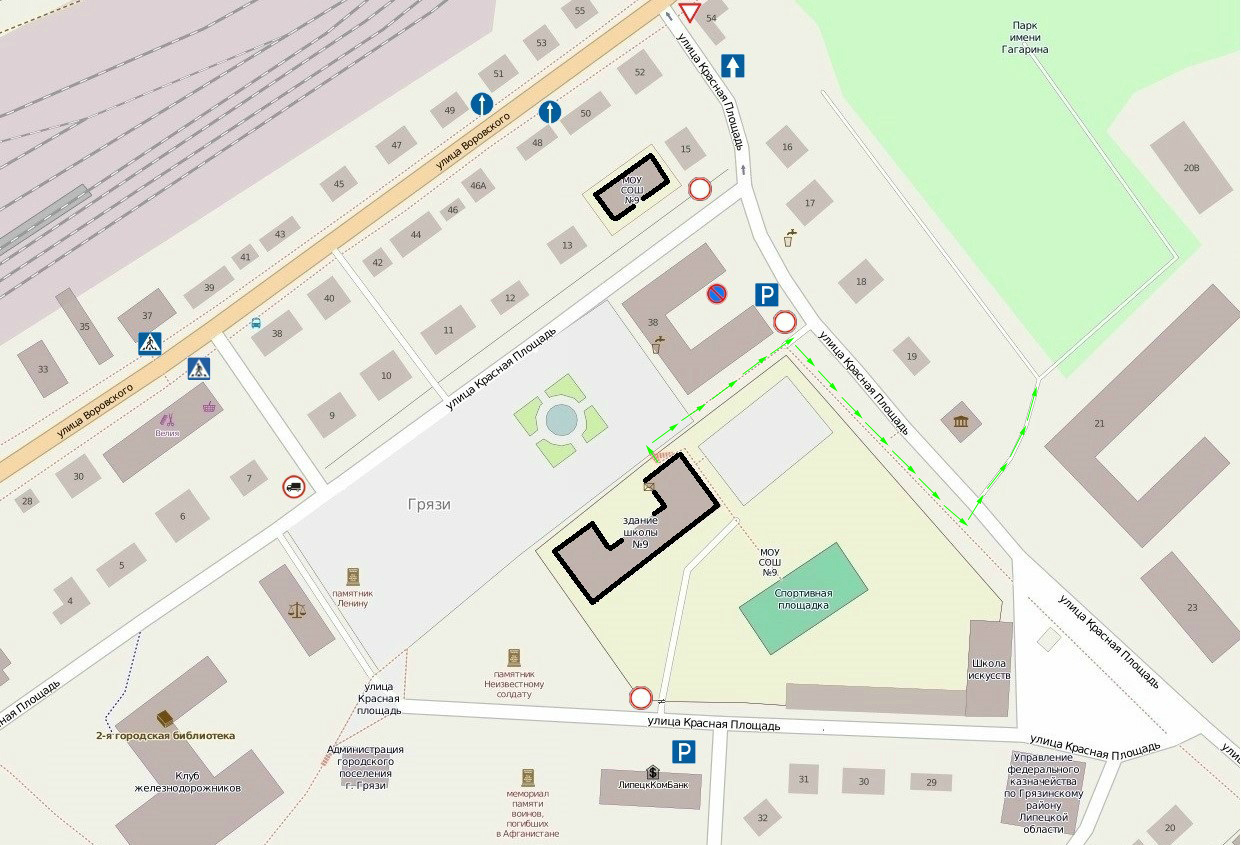 55
54
Парк
имени
Гагарина
53
улица Красная Площадь
51
52
49
50
улица Воровского
47
48
15
16
20В
45
46А
МОУ
СОШ
№9
46
17
43
44
13
41
42
18
39
40
12
P
35
37
38
11
38
улица Красная Площадь
улица Красная Площадь
19
33
10
улица Воровского
Велия
9
21
30
7
28
Грязи
6
здание
школы
№9
5
МОУ
СОШ
№9
памятник
Ленину
4
Спортивная
площадка
улица Красная Площадь
23
Школа
искусств
памятник
Неизвестному
солдату
ная Площадь
улица
Красная
площадь
улица Красная Площадь
2-я городская библиотека
улица Красная Площадь
P
Администрация
городского
поселения
г. Грязи
Клуб
железнодорожников
ЛипецкКомБанк
31
30
29
Управление
федерального
казначейства
по Грязинскому
району
Липецкой
области
мемориал
памяти
воинов,
погибших
в Афганистане
32
20